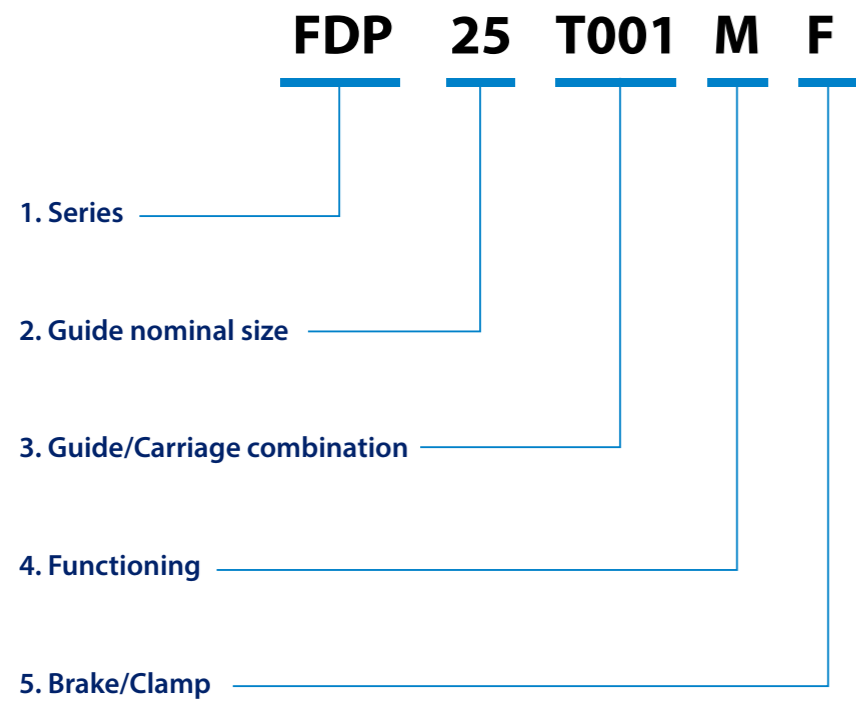 FDP 25 T001 M F
1. Series
2. Guide nominal size
3. Guide/Carriage combination
4. Functioning
5. Brake/Clamp